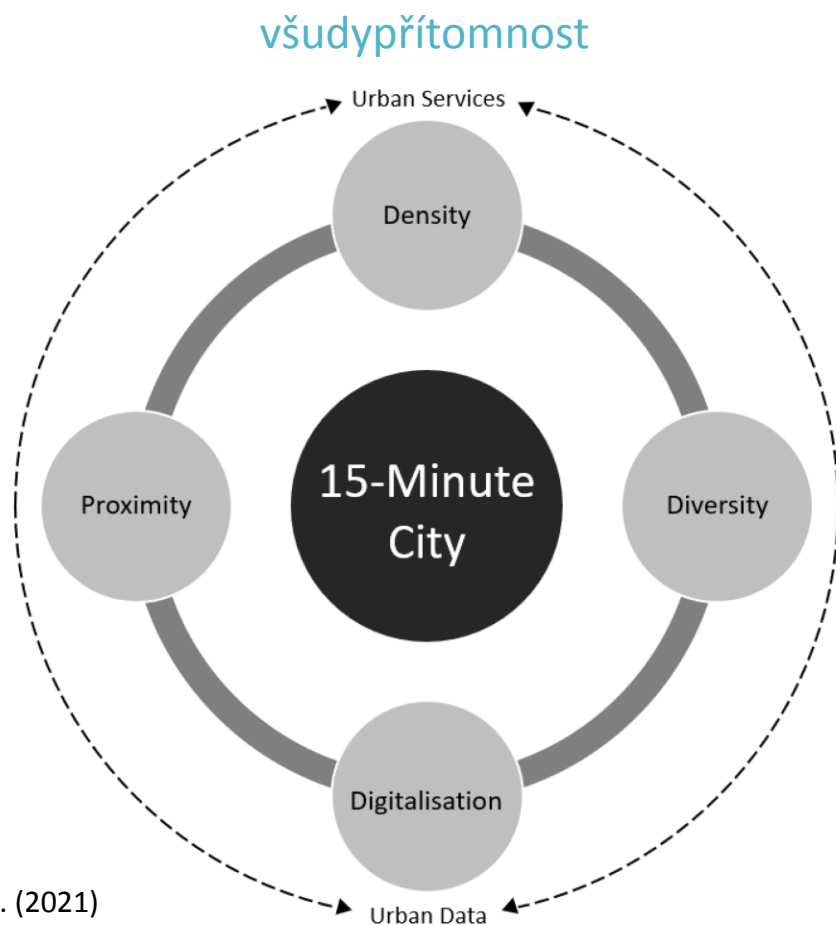 všudypřítomnost
Urban Services
Density
Proximity
15-Minute
City
Diversity
Digitalisation
. (2021)
Urban Data